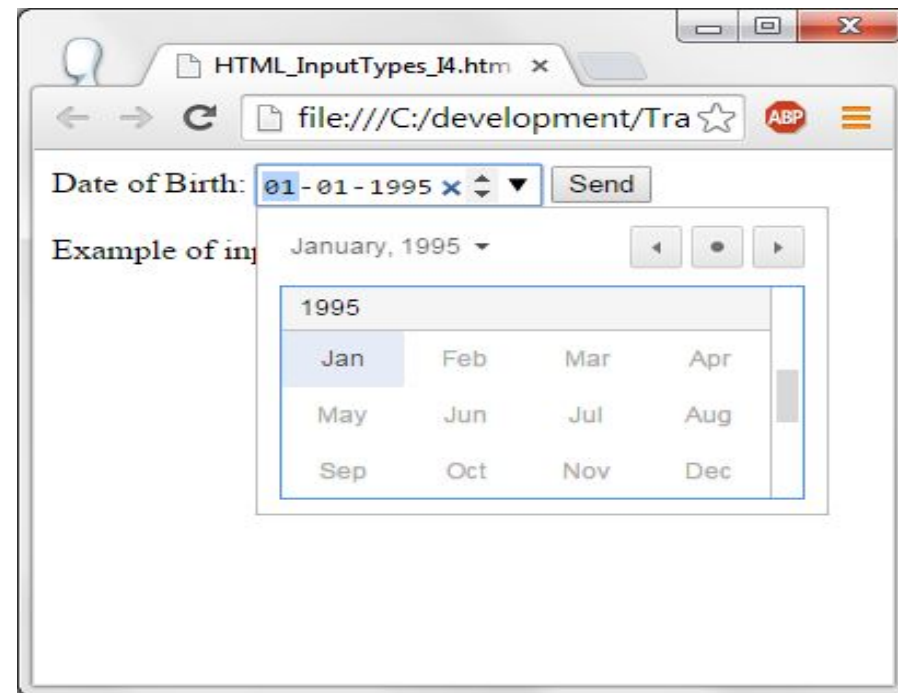 HTML_InputTypes_I4.htm
file:///C:/development/Tra
ABP
Date of Birth: 01-01-1995 Send
Example of
January, 1995
1995
Jan Feb Mar Apr
May Jun Jul Aug
Sep Oct Nov Dec